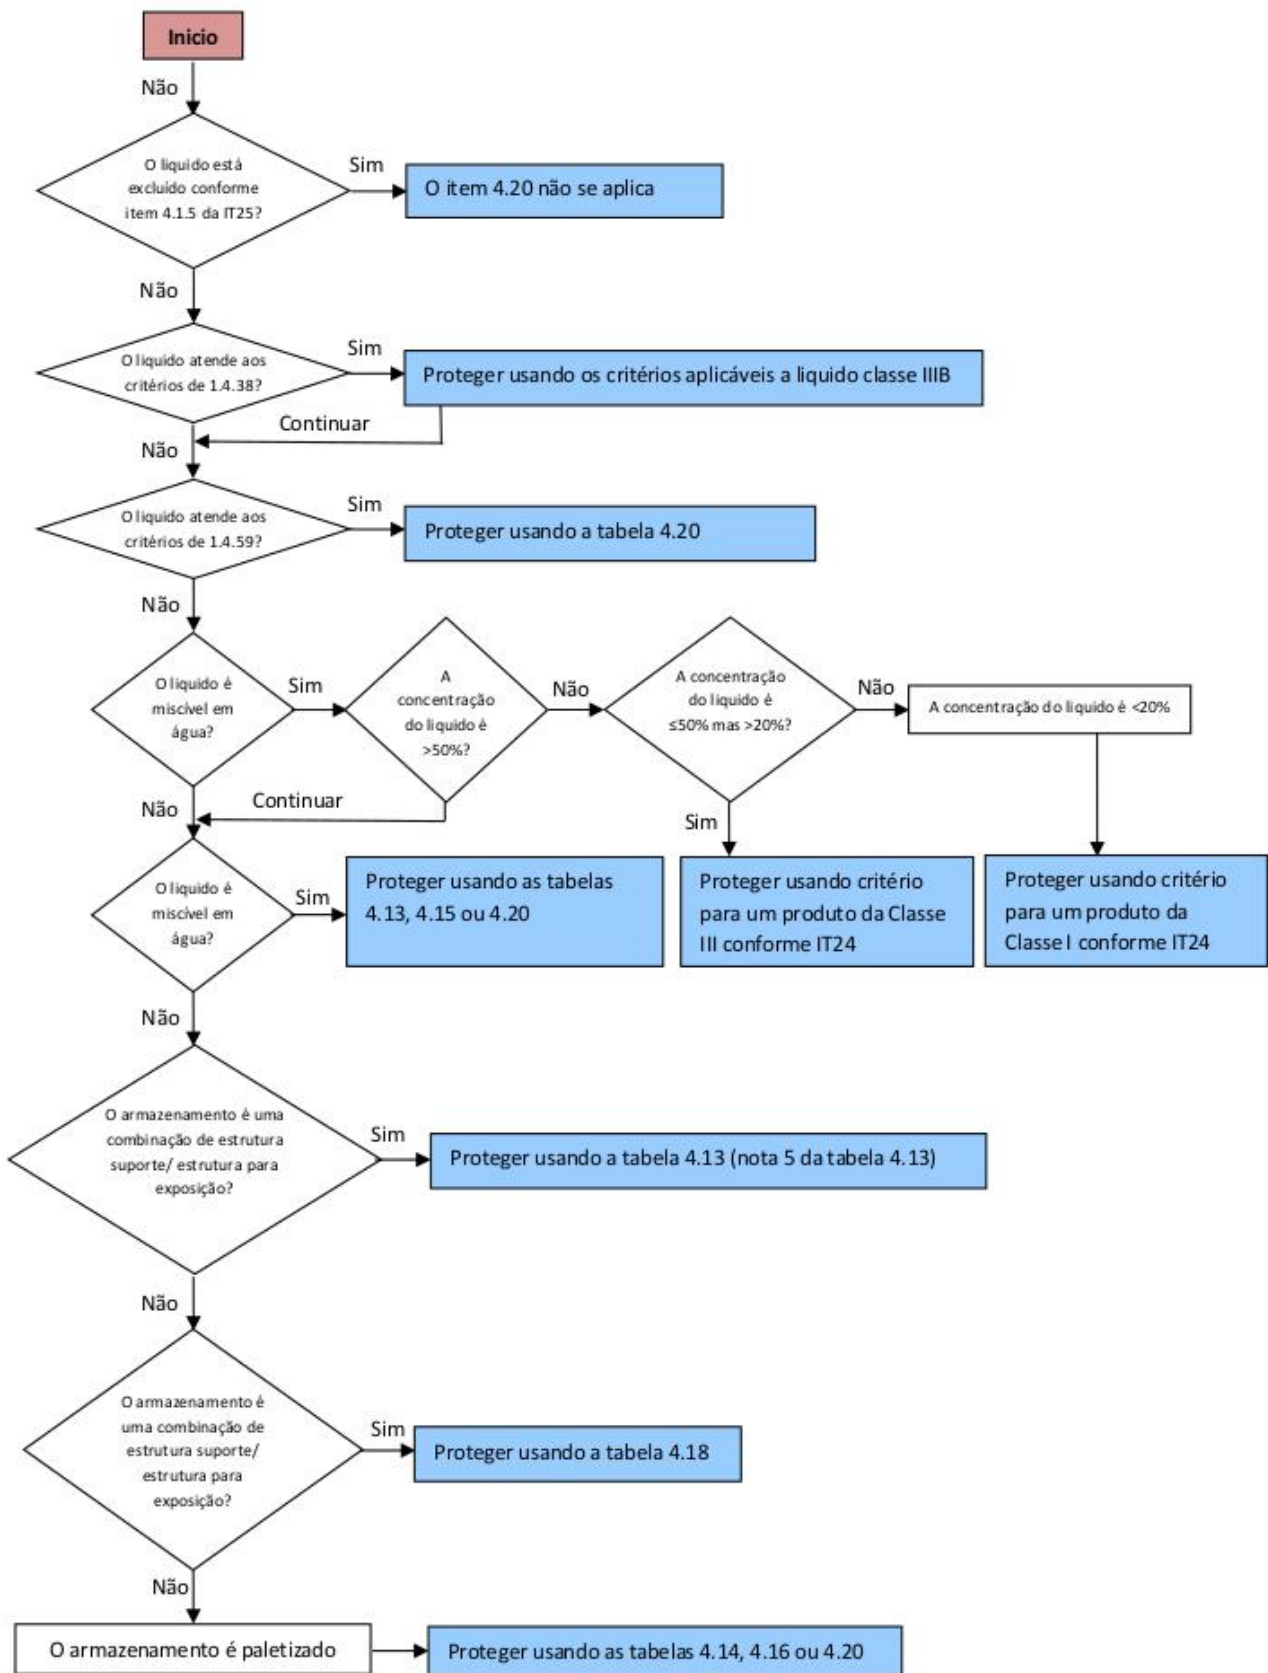 Inicio
Não
O liquido está
excluído conforme
item 4.1.5 da IT25?
Sim
O item 4.20 não se aplica
Não
O liquido atende aos
critérios de 1.4.38?
Sim
Proteger usando os critérios aplicáveis a liquido classe IIIB
Continuar
Não
O liquido atende aos
critérios de 1.4.59?
Sim
Proteger usando a tabela 4.20
Não
O liquido é
miscível em
água?
Sim
A
concentração
do liquido é
>50%?
Não
A concentração
do liquido é
≤50% mas >20%?
Não
A concentração do liquido é <20%
Continuar
Não
Sim
O liquido é
miscível em
água?
Sim
Proteger usando as tabelas
4.13, 4.15 ou 4.20
Proteger usando critério
para um produto da Classe
III conforme IT24
Proteger usando critério
para um produto da
Classe I conforme IT24
Não
O armazenamento é uma
combinação de estrutura
suporte/ estrutura para
exposição?
Sim
Proteger usando a tabela 4.13 (nota 5 da tabela 4.13)
Não
O armazenamento é
uma combinação de
estrutura suporte/
estrutura para
exposição?
Sim
Proteger usando a tabela 4.18
Não
O armazenamento é paletizado
Proteger usando as tabelas 4.14, 4.16 ou 4.20